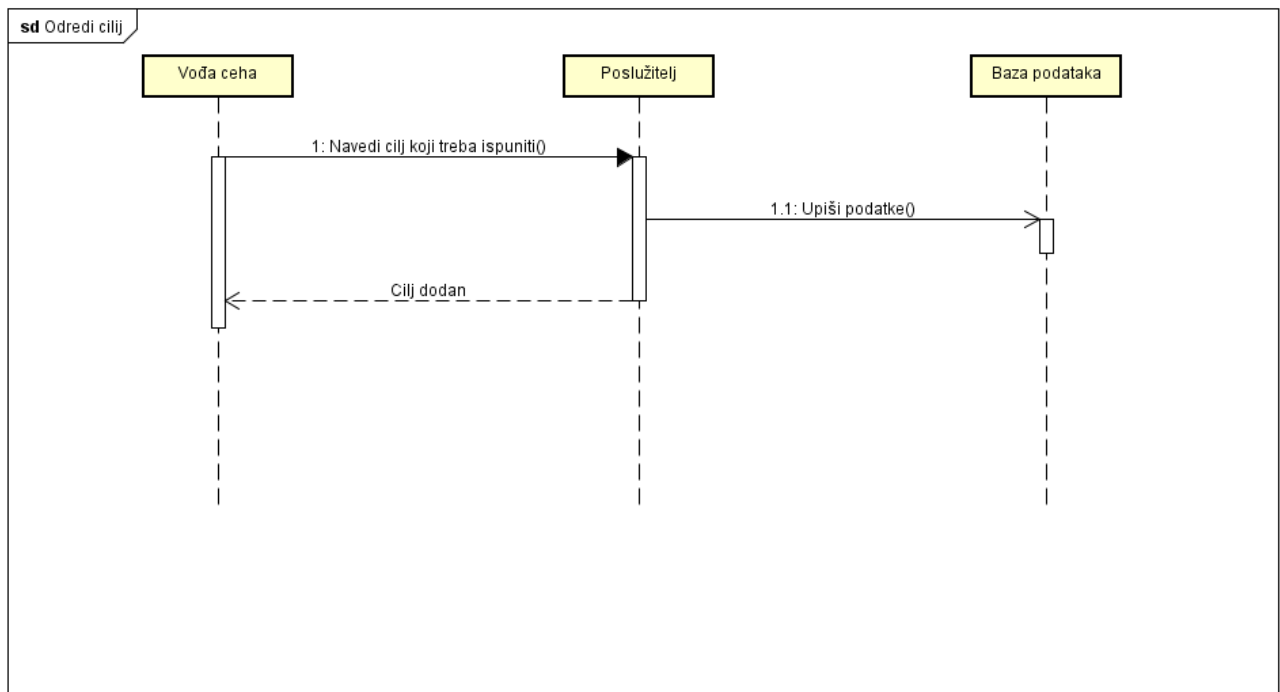 sd Odredi cilij
Vođa ceha
Poslužitelj
Baza podataka
1: Navedi cilj koji treba ispuniti()
1.1: Upiši podatke()
Cilj dodan